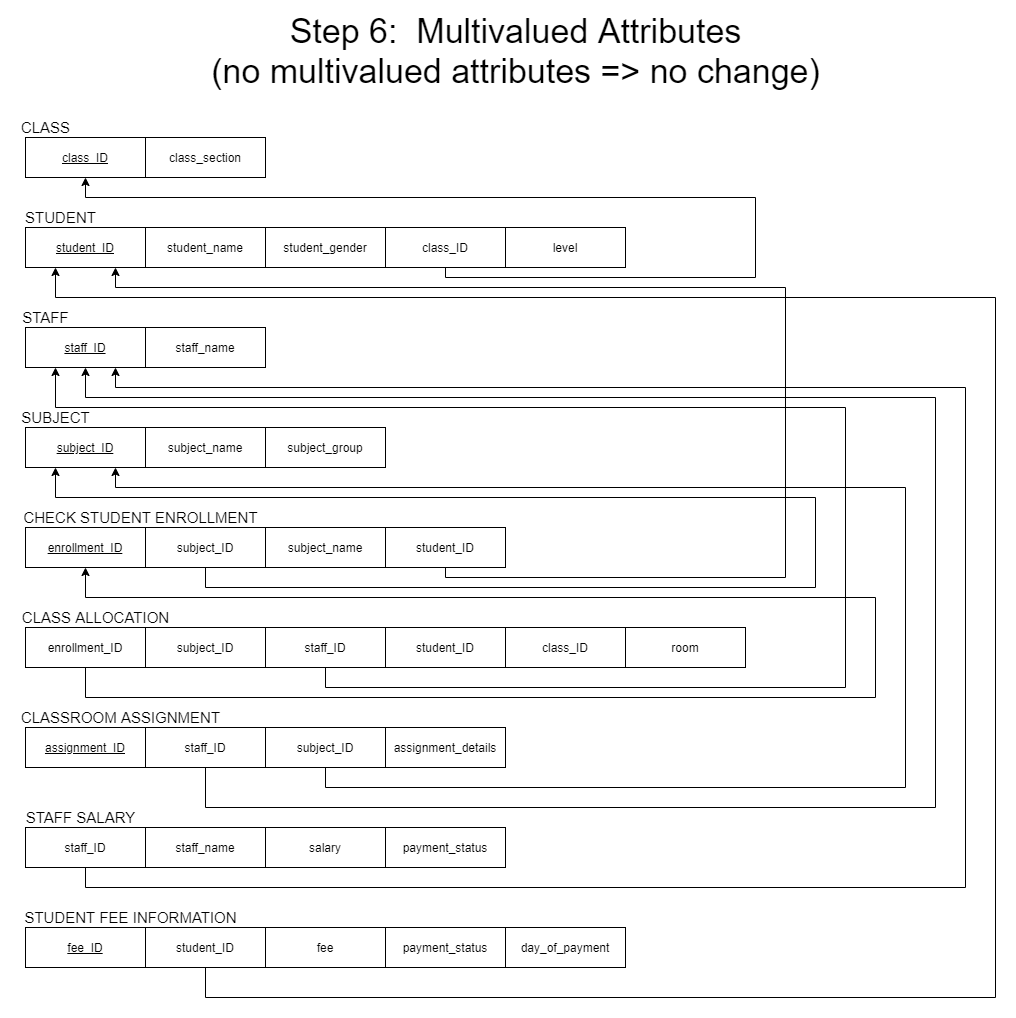 Step 6:  Multivalued Attributes
(no multivalued attributes => no change)
CLASS
class_ID class_section
STUDENT
student_ID student_name student_gender class_ID level
STAFF
staff_ID staff_name
SUBJECT
subject_ID subject_name subject_group
CHECK STUDENT ENROLLMENT
enrollment_ID subject_ID subject_name student_ID
CLASS ALLOCATION
enrollment_ID subject_ID staff_ID student_ID class_ID room
CLASSROOM ASSIGNMENT
assignment_ID staff_ID subject_ID assignment_details
STAFF SALARY
staff_ID staff_name salary payment_status
STUDENT FEE INFORMATION
fee_ID student_ID fee payment_status day_of_payment